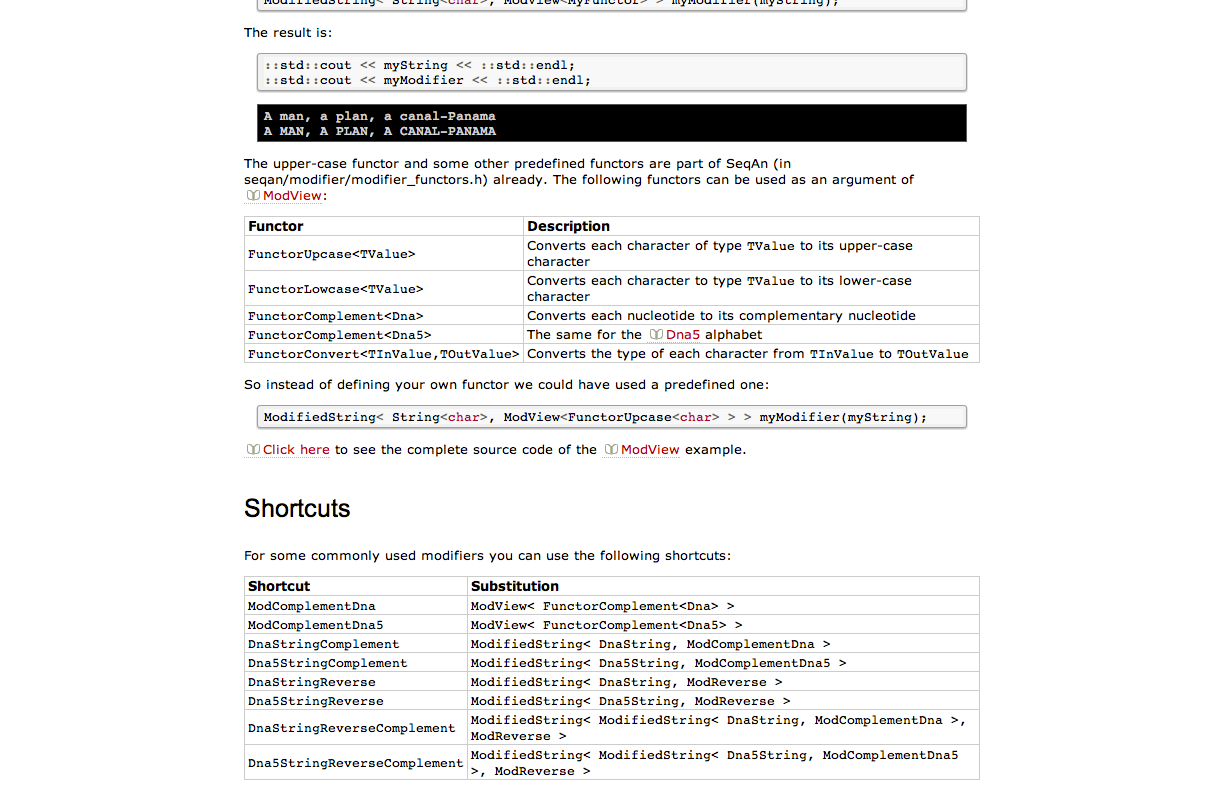 ModifiedString< String<char>, ModView<MyFunctor> > myModifier(myString);
The result is:
::std::cout << myString << ::std::endl;
::std::cout << myModifier << ::std::endl;
A man, a plan, a canal-Panama
A MAN, A PLAN, A CANAL-PANAMA
The upper-case functor and some other predefined functors are part of SeqAn (in
seqan/modifier/modifier_functors.h) already. The following functors can be used as an argument of
ModView:
Functor Description
FunctorUpcase<TValue> Converts each character of type TValue to its upper-case
character
FunctorLowcase<TValue> Converts each character to type TValue to its lower-case
character
FunctorComplement<Dna> Converts each nucleotide to its complementary nucleotide
FunctorComplement<Dna5> The same for the Dna5 alphabet
FunctorConvert<TInValue,TOutValue> Converts the type of each character from TInValue to TOutValue
So instead of defining your own functor we could have used a predefined one:
ModifiedString< String<char>, ModView<FunctorUpcase<char> > > myModifier(myString);
Click here to see the complete source code of the ModView example.
Shortcuts
For some commonly used modifiers you can use the following shortcuts:
Shortcut Substitution
ModComplementDna ModView< FunctorComplement<Dna> >
ModComplementDna5 ModView< FunctorComplement<Dna5> >
DnaStringComplement ModifiedString< DnaString, ModComplementDna >
Dna5StringComplement ModifiedString< Dna5String, ModComplementDna5 >
DnaStringReverse ModifiedString< DnaString, ModReverse >
Dna5StringReverse ModifiedString< Dna5String, ModReverse >
DnaStringReverseComplement ModifiedString< ModifiedString< DnaString, ModComplementDna >,
ModReverse >
Dna5StringReverseComplement ModifiedString< ModifiedString< Dna5String, ModComplementDna5
>, ModReverse >